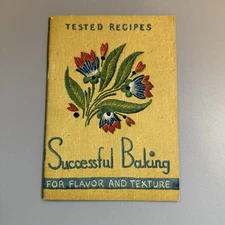 TESTED RECIPES
Successful Baking
FOR FLAVOR AND TEXTURE